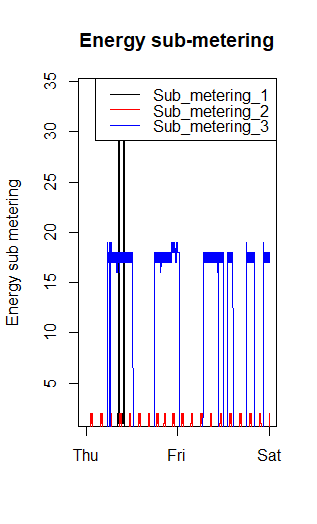 Energy sub-metering
Sub_metering_1
Sub_metering_2
Sub_metering_3
Energy sub metering
35
30
25
20
15
10
5
Thu Fri Sat